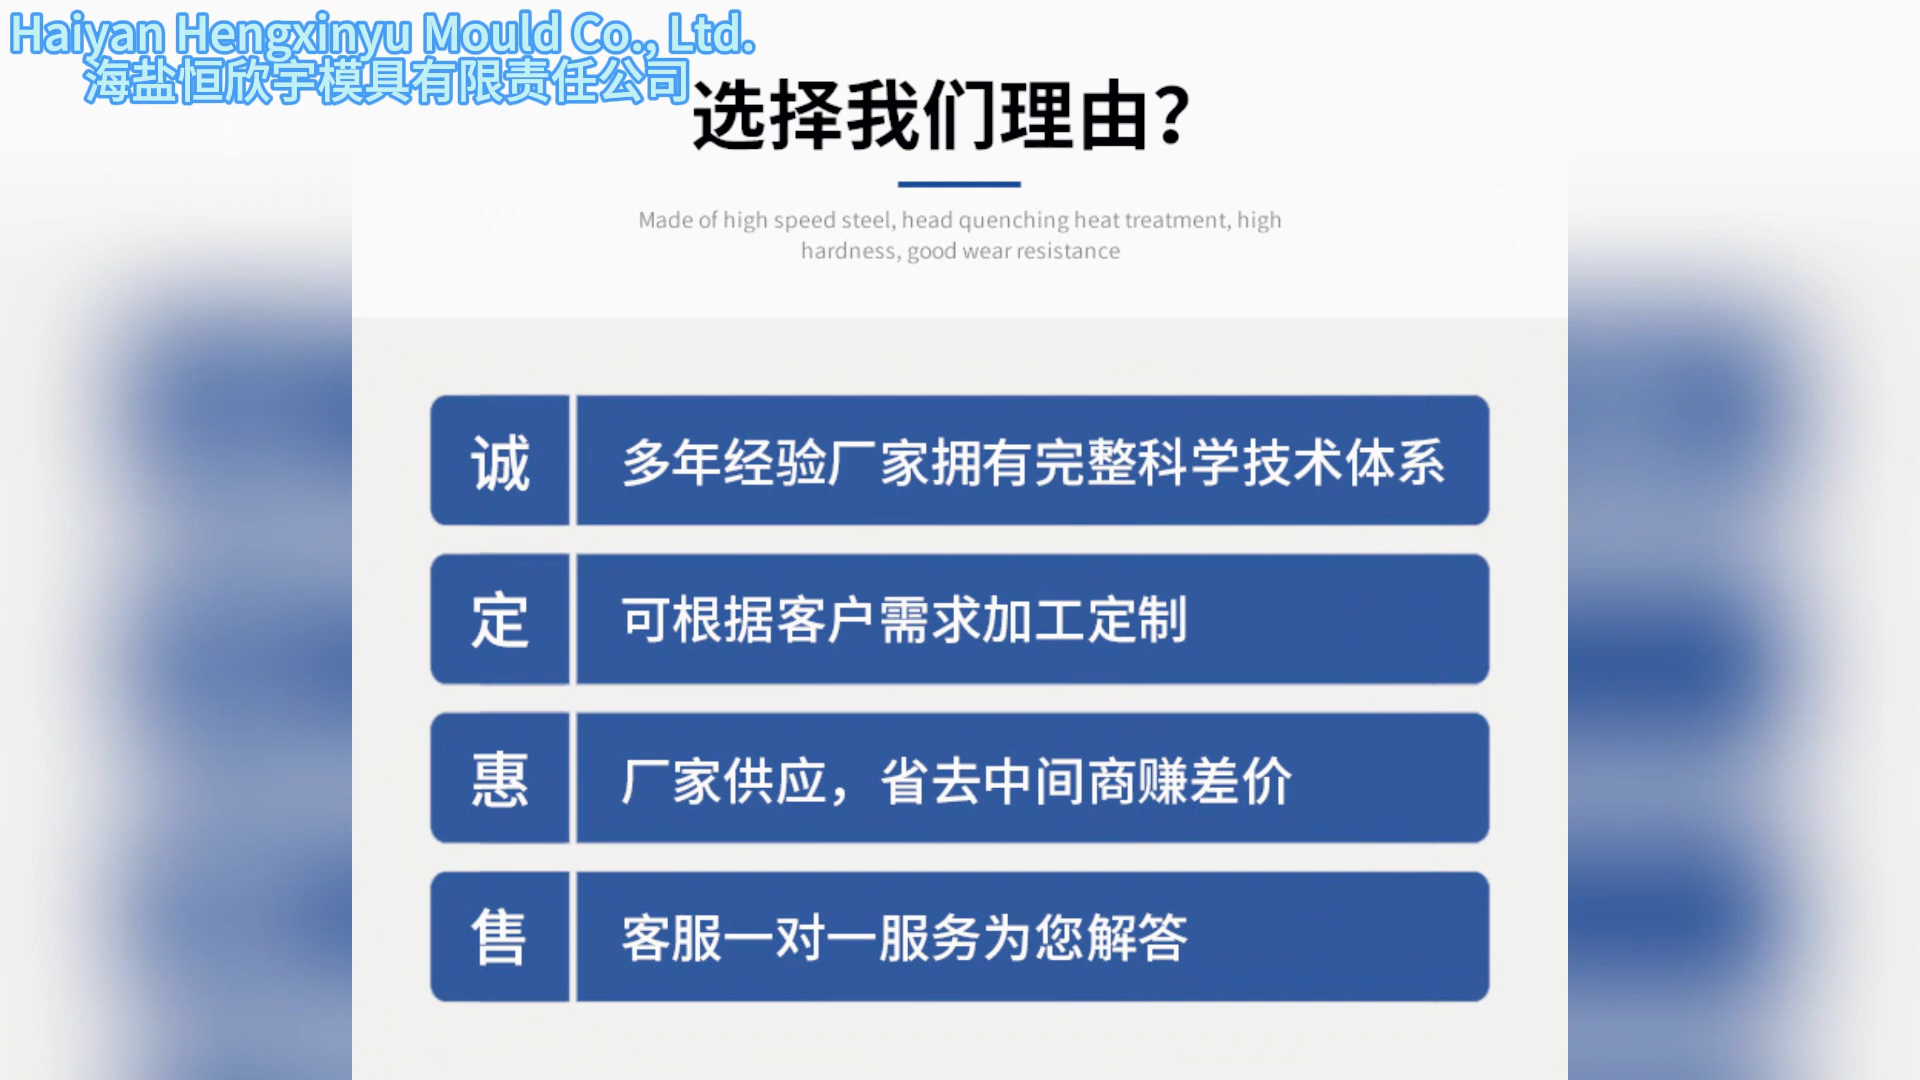 Haiyan Hengxinyu Mould Co., Ltd.
海盐恒欣宇模具有限责任公司
选择我们理由？
Made of high speed steel, head quenching heat treatment, high
hardness, good wear resistance
诚 多年经验厂家拥有完整科学技术体系
定 可根据客户需求加工定制
惠 厂家供应，省去中间商赚差价
售 客服一对一服务为您解答